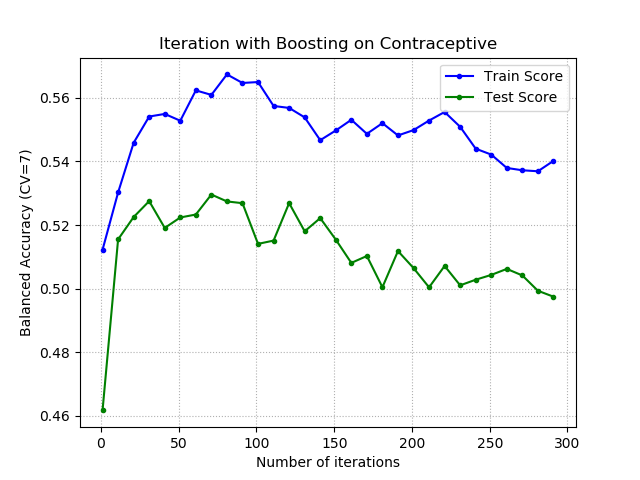 Iteration with Boosting on Contraceptive
Train Score
Test Score
0.56
0.54
0.52
0.50
0.48
0.46
Balanced Accuracy (CV=7)
0 50 100 150 200 250 300
Number of iterations